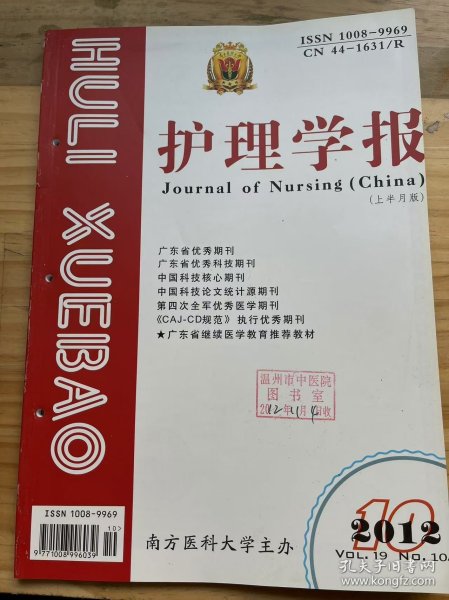 ISSN 1008-9969
CN 44-1631/R
HULI XUEBAO
护理学报
Journal of Nursing (China)
(上半月版)
广东省优秀期刊
广东省优秀科技期刊
中国科技核心期刊
中国科技论文统计源期刊
第四次全军优秀医学期刊
《CAJ-CD规范》 执行优秀期刊
★广东省继续医学教育推荐教材
温州市中医院
图书室
ISSN 1008-9969
10>
9 771008 996039
南方医科大学主办
10
2012
VOL.19 No.10
孔夫子旧书网
www.kongfz.com